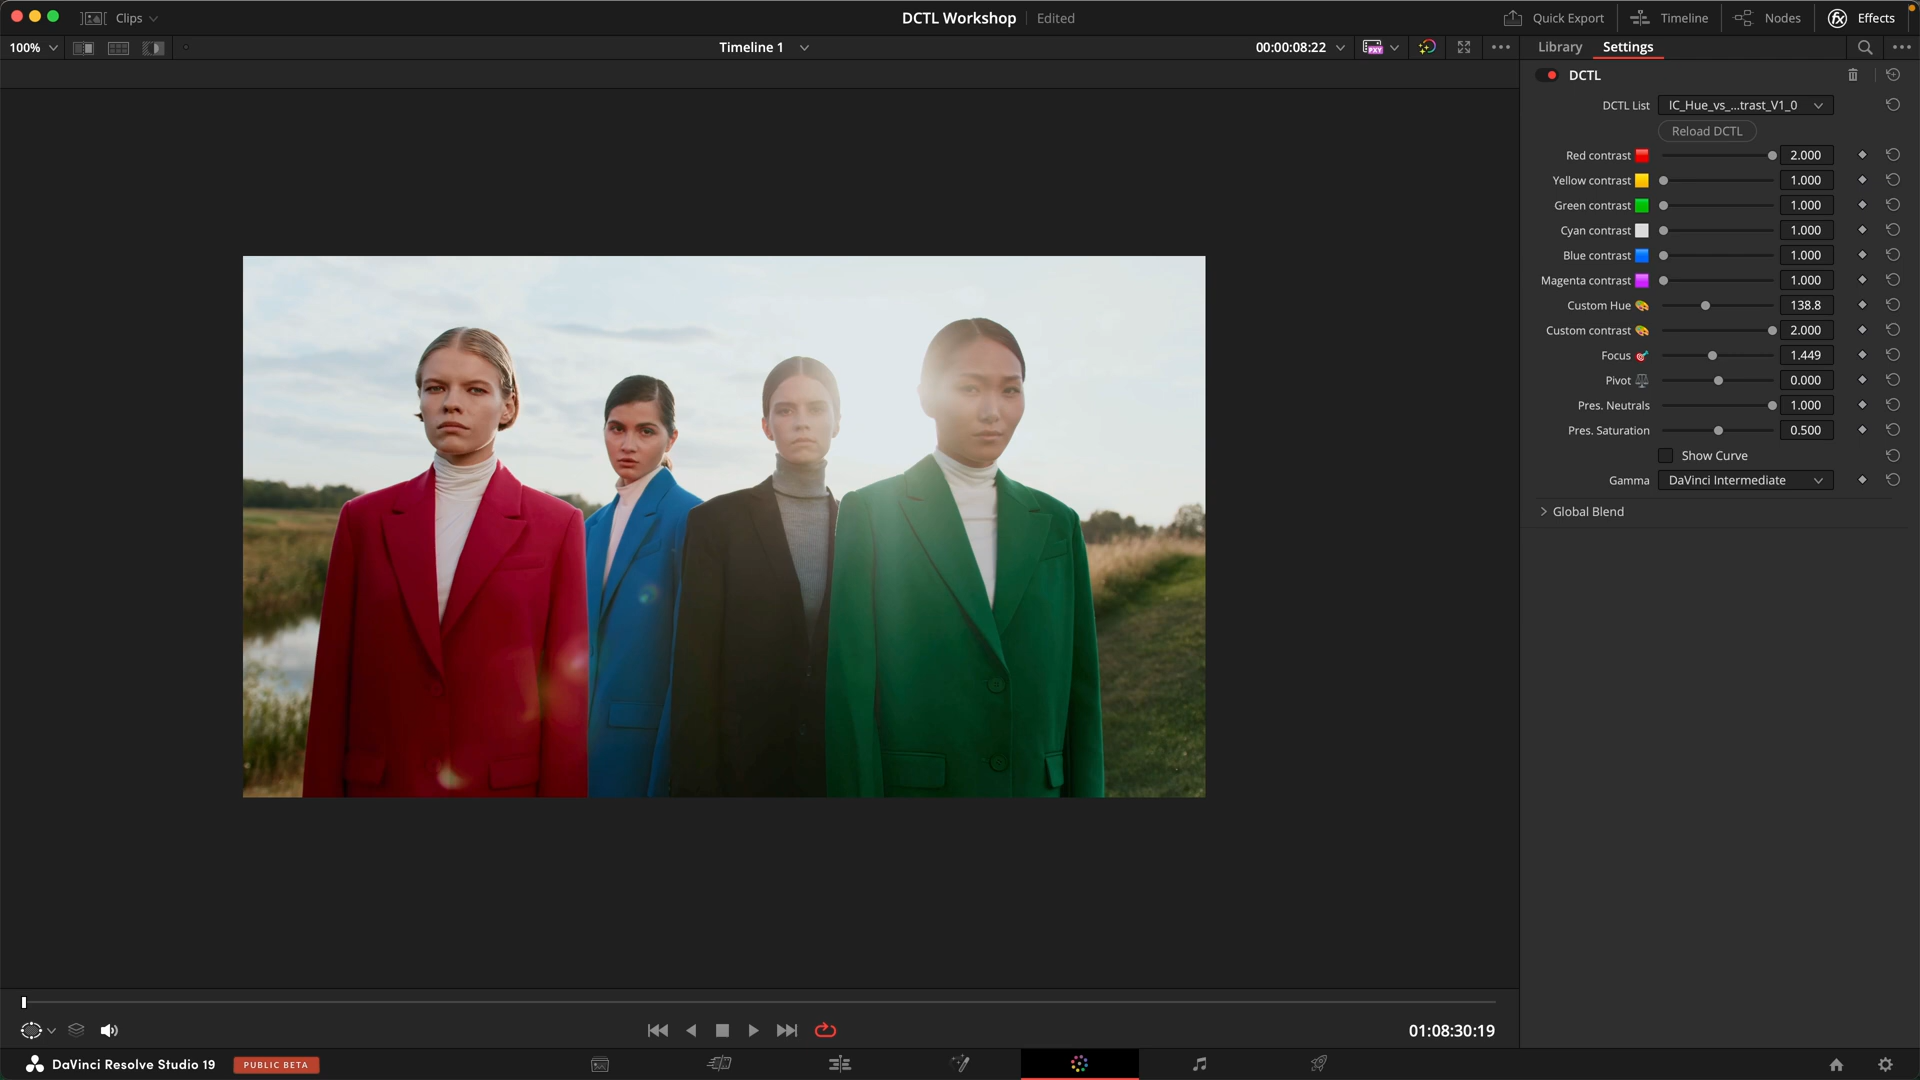 Clips
DCTL Workshop
Edited
Quick Export
Timeline
Nodes
Effects
100%
Timeline 1
00:00:08:22
PXY
Library
Settings
DCTL
DCTL List
IC_Hue_vs_...trast_V1_0
Reload DCTL
Red contrast
2.000
Yellow contrast
1.000
Green contrast
1.000
Cyan contrast
1.000
Blue contrast
1.000
Magenta contrast
1.000
Custom Hue
138.8
Custom contrast
2.000
Focus
1.449
Pivot
0.000
Pres. Neutrals
1.000
Pres. Saturation
0.500
Show Curve
Gamma
DaVinci Intermediate
Global Blend
01:08:30:19
DaVinci Resolve Studio 19
PUBLIC BETA